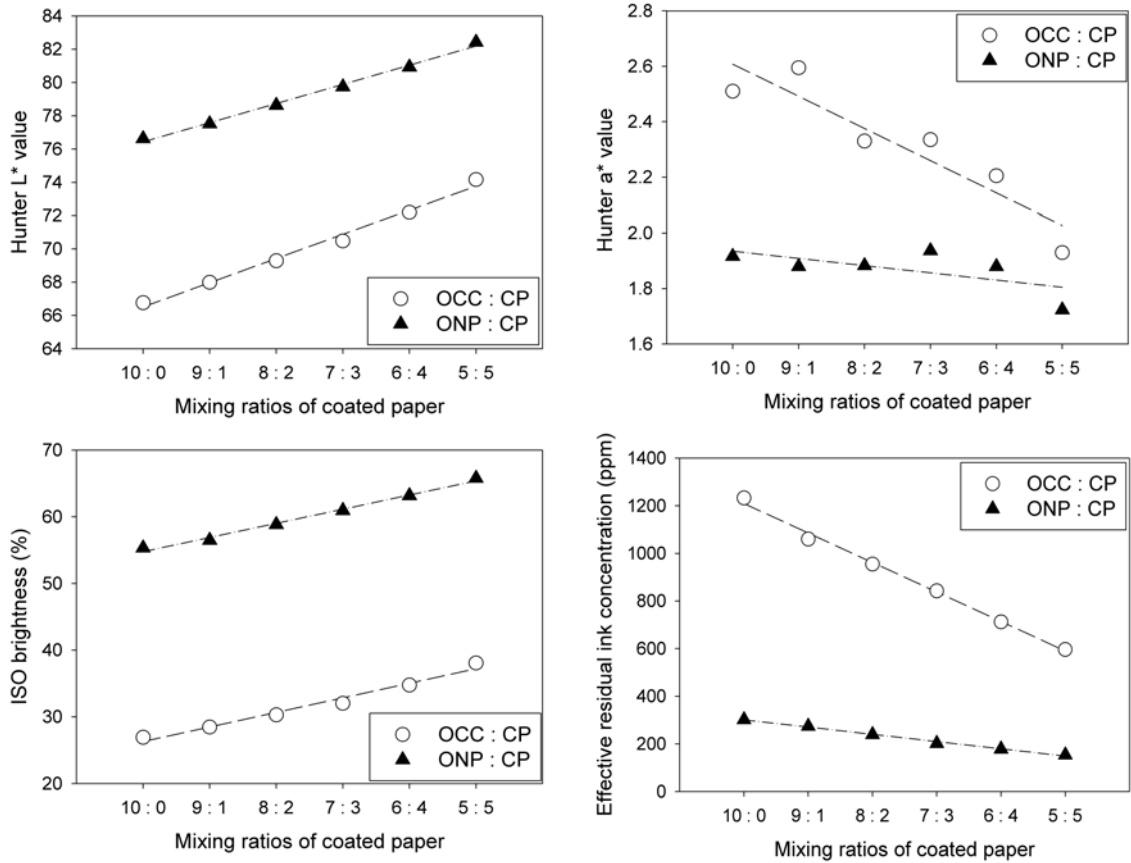 Hunter L* value
84
82
80
78
76
74
72
70
68
66
64
OCC : CP
ONP : CP
10 : 0 9 : 1 8 : 2 7 : 3 6 : 4 5 : 5
Mixing ratios of coated paper
Hunter a* value
2.8
2.6
2.4
2.2
2.0
1.8
1.6
OCC : CP
ONP : CP
10 : 0 9 : 1 8 : 2 7 : 3 6 : 4 5 : 5
Mixing ratios of coated paper
ISO brightness (%)
70
60
50
40
30
20
OCC : CP
ONP : CP
10 : 0 9 : 1 8 : 2 7 : 3 6 : 4 5 : 5
Mixing ratios of coated paper
Effective residual ink concentration (ppm)
1400
1200
1000
800
600
400
200
0
OCC : CP
ONP : CP
10 : 0 9 : 1 8 : 2 7 : 3 6 : 4 5 : 5
Mixing ratios of coated paper